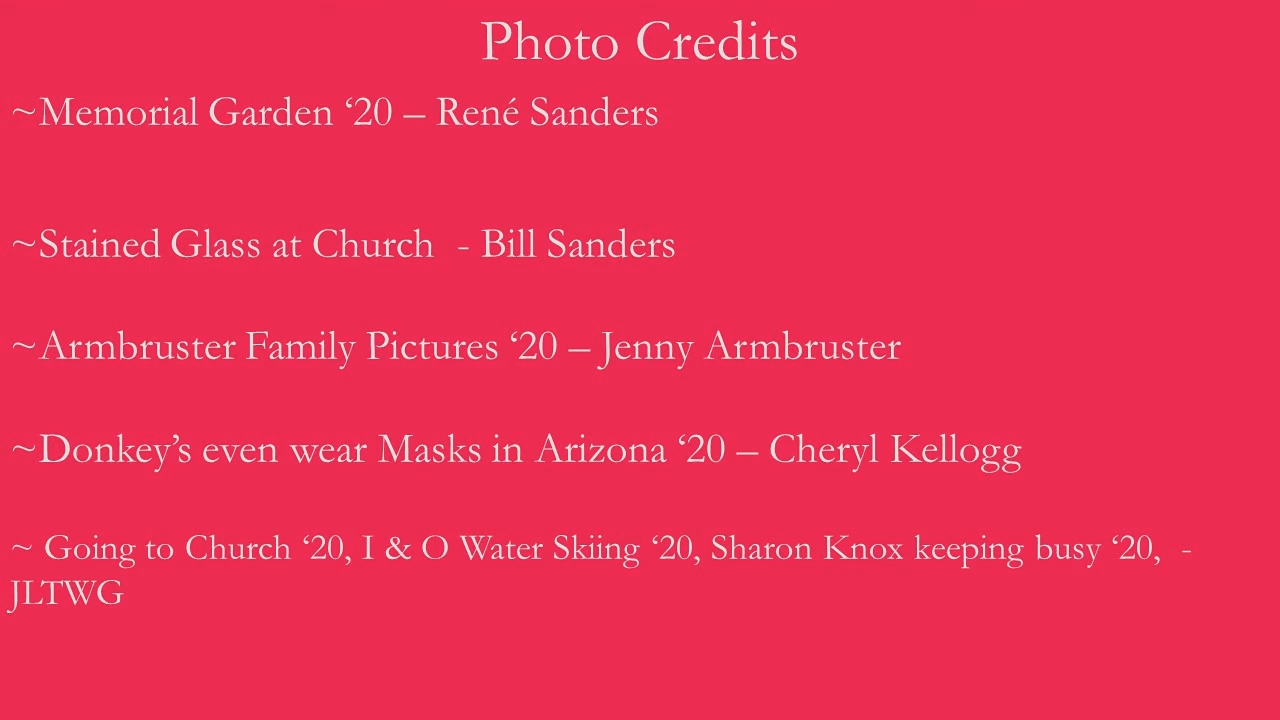 Photo Credits
~Memorial Garden ‘20 – René Sanders
~Stained Glass at Church  - Bill Sanders
~Armbruster Family Pictures ‘20 – Jenny Armbruster
~Donkey’s even wear Masks in Arizona ‘20 – Cheryl Kellogg
~ Going to Church ‘20, I & O Water Skiing ‘20, Sharon Knox keeping busy ‘20,  -
JLTWG